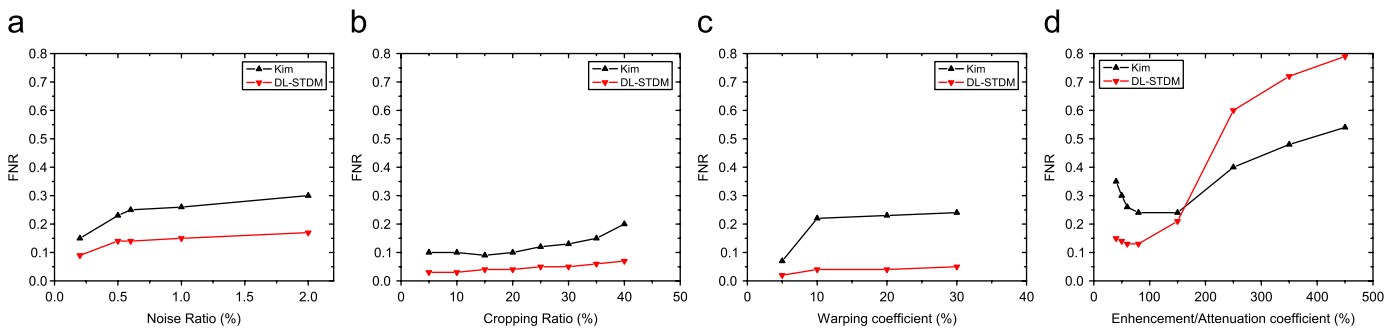 a
0.8
0.7
0.6
0.5
0.4
0.3
0.2
0.1
0.0
FNR
Kim
DL-STDM
0.0 0.5 1.0 1.5 2.0
Noise Ratio (%)
b
0.8
0.7
0.6
0.5
0.4
0.3
0.2
0.1
0.0
FNR
Kim
DL-STDM
0 10 20 30 40 50
Cropping Ratio (%)
c
0.8
0.7
0.6
0.5
0.4
0.3
0.2
0.1
0.0
FNR
Kim
DL-STDM
0 10 20 30 40
Warping coefficient (%)
d
0.8
0.7
0.6
0.5
0.4
0.3
0.2
0.1
0.0
FNR
Kim
DL-STDM
0 100 200 300 400 500
Enhencement/Attenuation coefficient (%)